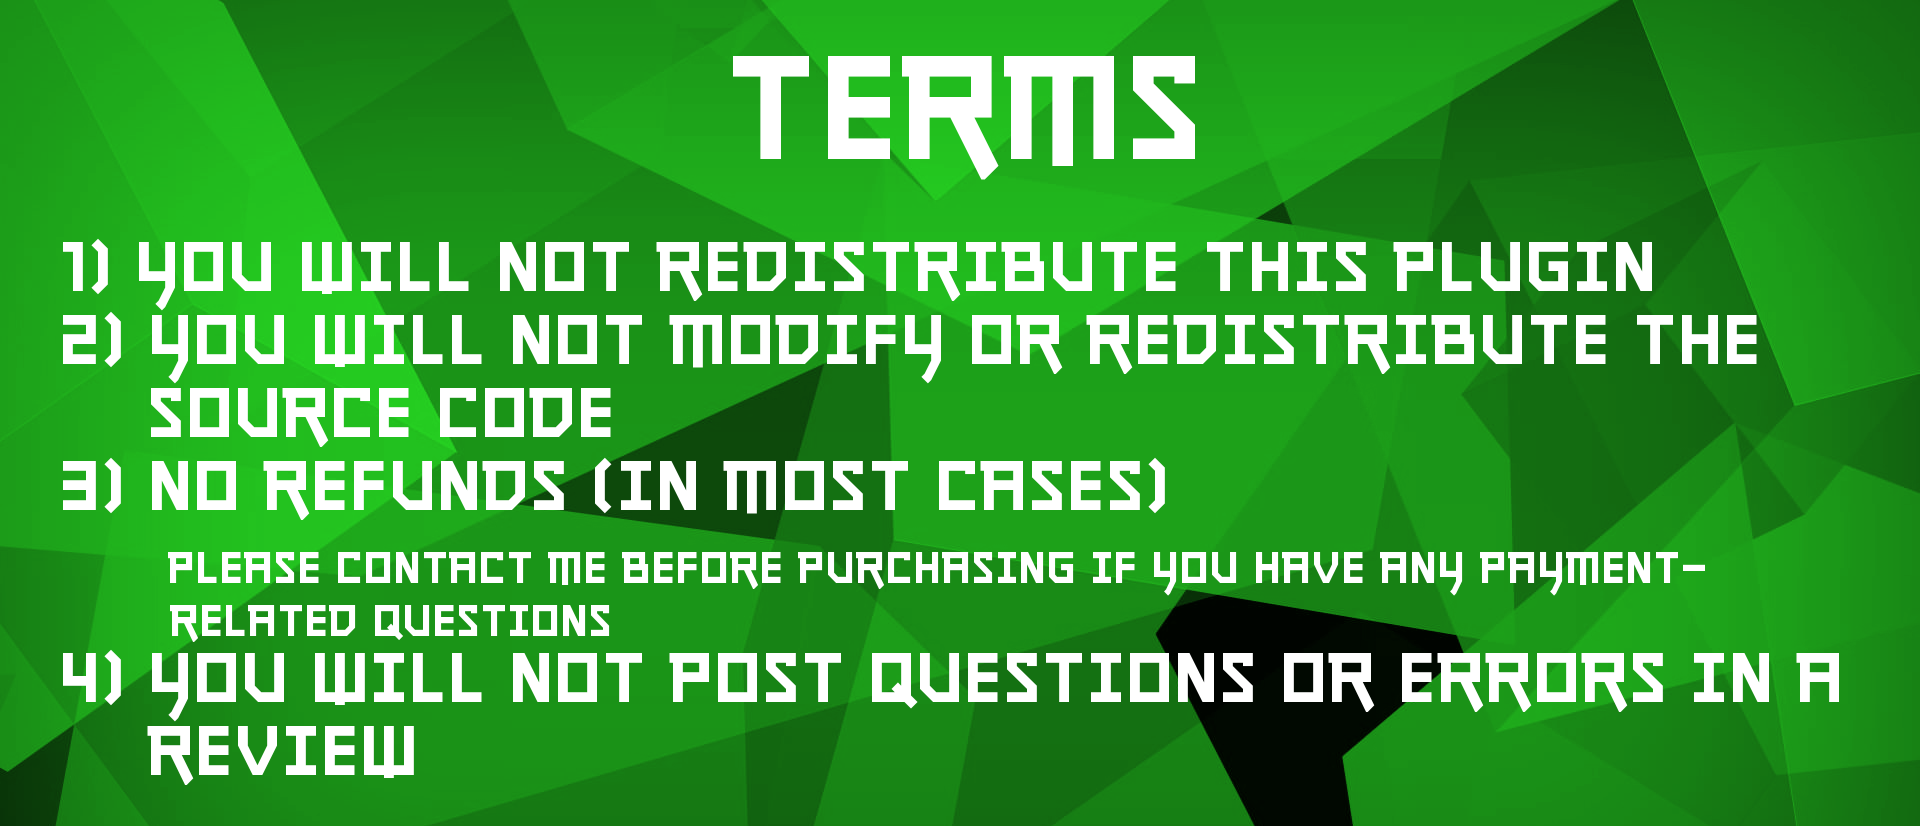 TERMS
1) YOU WILL NOT REDISTRIBUTE THIS PLUGIN
2) YOU WILL NOT MODIFY OR REDISTRIBUTE THE
SOURCE CODE
3) NO REFUNDS (IN MOST CASES)
PLEASE CONTACT ME BEFORE PURCHASING IF YOU HAVE ANY PAYMENT-
RELATED QUESTIONS
4) YOU WILL NOT POST QUESTIONS OR ERRORS IN A
REVIEW